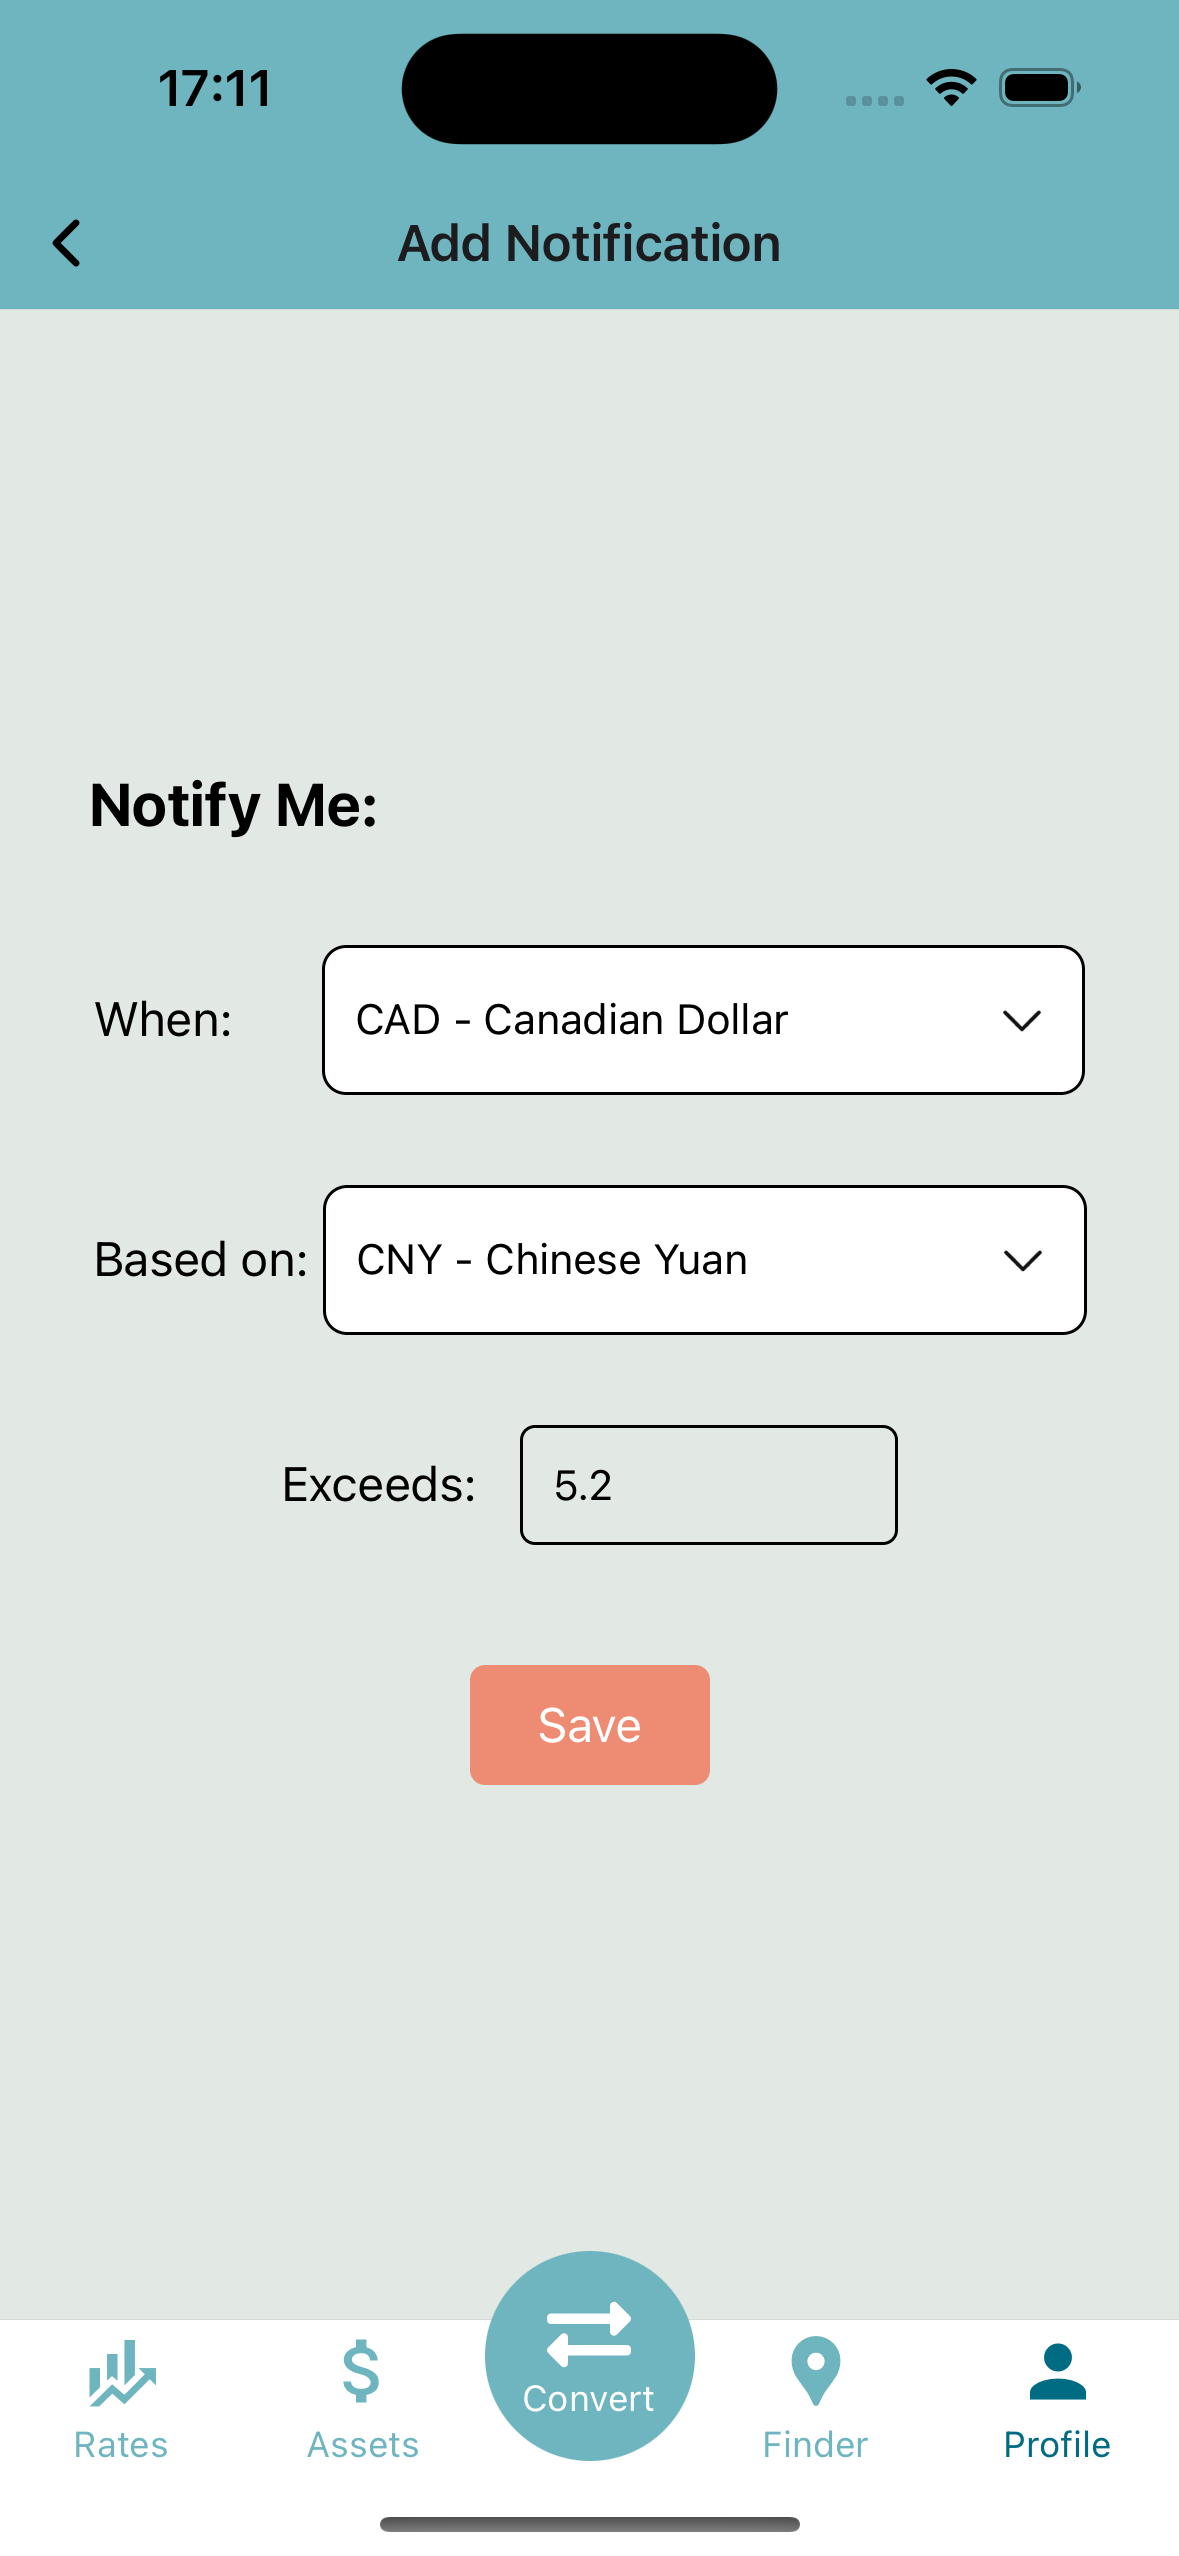 17:11
Add Notification
Notify Me:
When:
CAD - Canadian Dollar
Based on:
CNY - Chinese Yuan
Exceeds:
5.2
Save
Rates
Assets
Convert
Finder
Profile